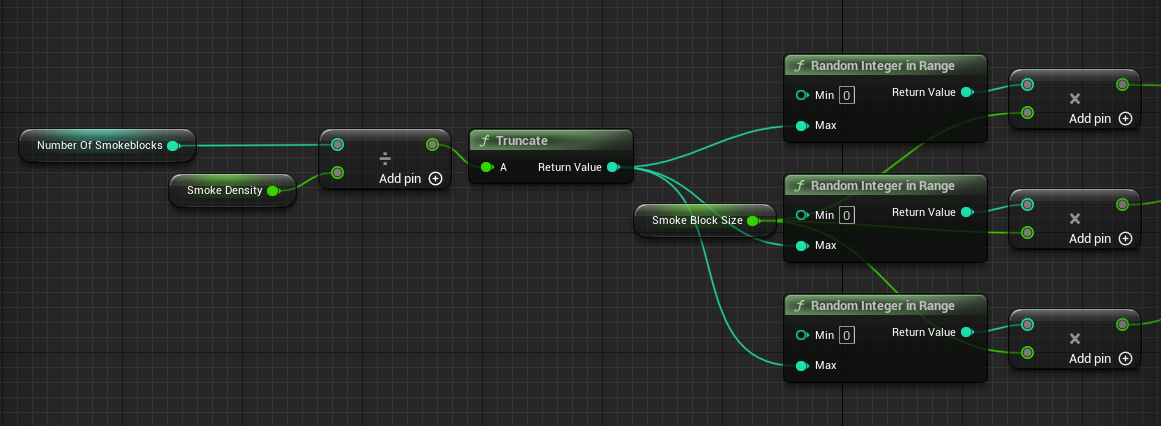 Number Of Smokeblocks
Smoke Density
÷
Add pin
f Truncate
A Return Value
Smoke Block Size
f Random Integer in Range
Min 0 Return Value
Max
×
Add pin
f Random Integer in Range
Min 0 Return Value
Max
×
Add pin
f Random Integer in Range
Min 0 Return Value
Max
×
Add pin